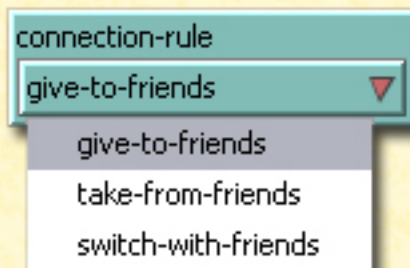 connection-rule
give-to-friends
give-to-friends
take-from-friends
switch-with-friends